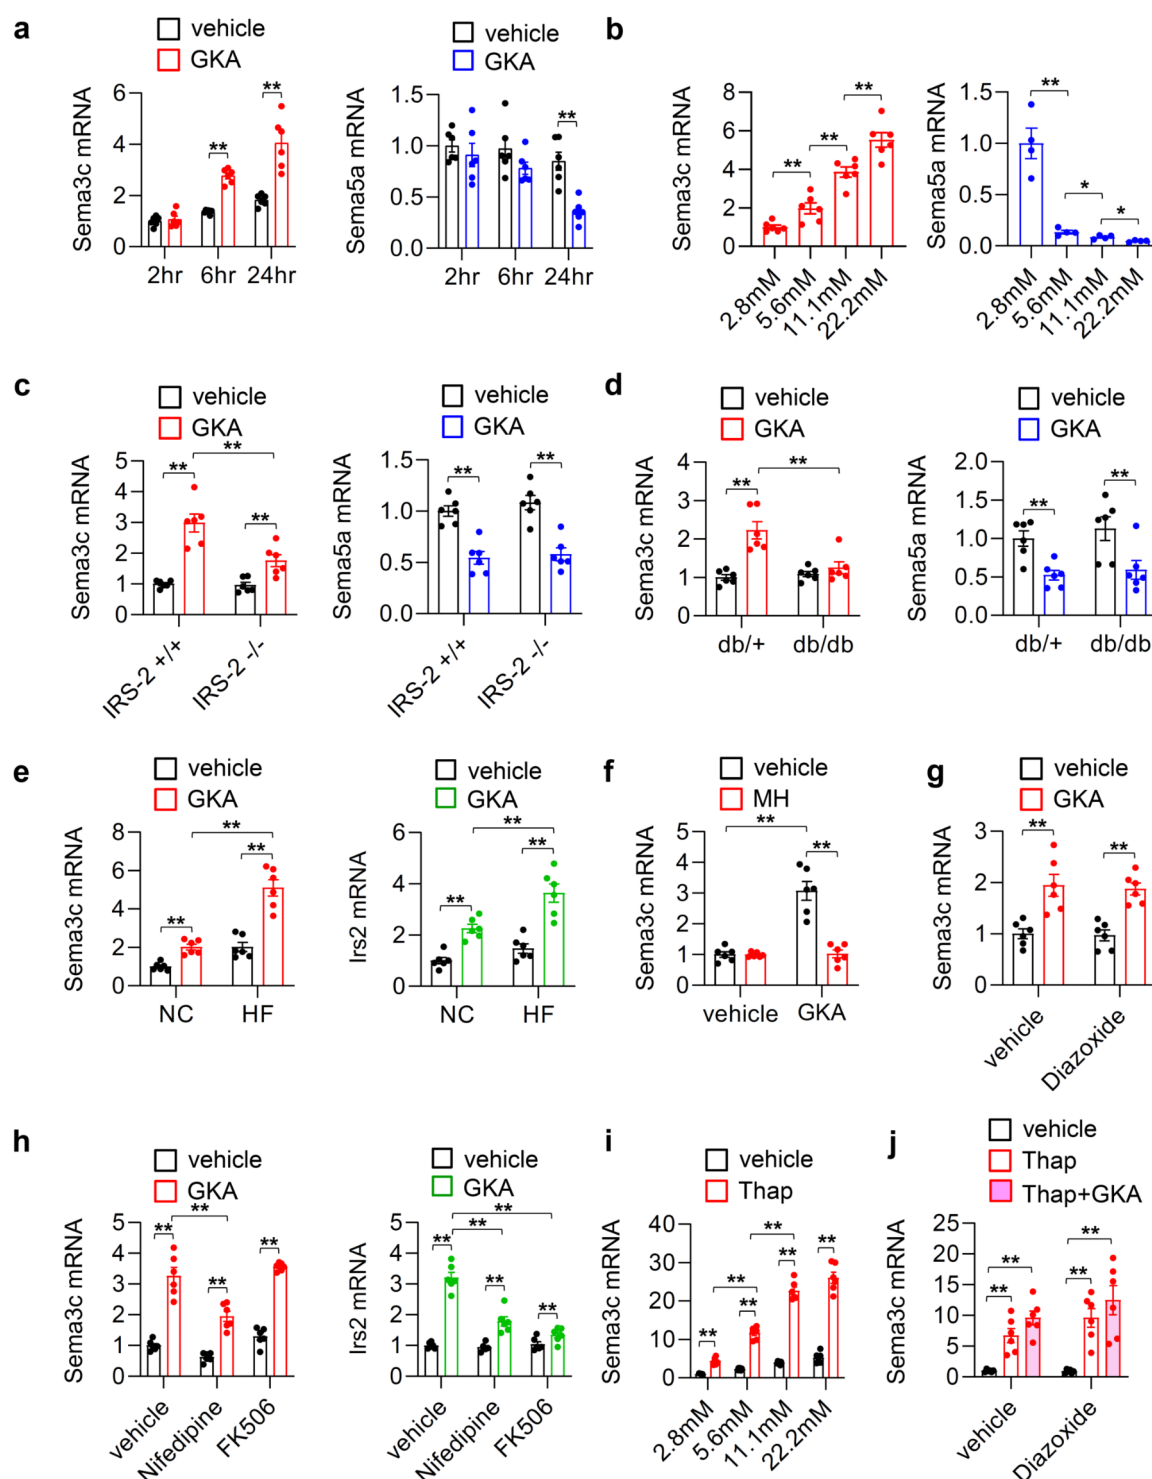 a
vehicle
GKA
Sema3c mRNA
6
4
2
0
**
**
2hr 6hr 24hr
vehicle
GKA
Sema5a mRNA
1.5
1.0
0.5
0.0
**
2hr 6hr 24hr
b
Sema3c mRNA
8
6
4
2
0
**
**
**
2.8mM
5.6mM
11.1mM
22.2mM
Sema5a mRNA
1.5
1.0
0.5
0.0
**
*
*
2.8mM
5.6mM
11.1mM
22.2mM
c
vehicle
GKA
Sema3c mRNA
5
4
3
2
1
0
**
**
**
IRS-2 +/+
IRS-2 -/-
vehicle
GKA
Sema5a mRNA
1.5
1.0
0.5
0.0
**
**
IRS-2 +/+
IRS-2 -/-
d
vehicle
GKA
Sema3c mRNA
4
3
2
1
0
**
**
db/+ db/db
vehicle
GKA
Sema5a mRNA
2.0
1.5
1.0
0.5
0.0
**
**
db/+ db/db
e
vehicle
GKA
Sema3c mRNA
8
6
4
2
0
**
**
**
NC HF
vehicle
GKA
Irs2 mRNA
6
4
2
0
**
**
**
NC HF
f
vehicle
MH
Sema3c mRNA
5
4
3
2
1
0
**
**
vehicle GKA
g
vehicle
GKA
Sema3c mRNA
3
2
1
0
**
**
vehicle
Diazoxide
h
vehicle
GKA
Sema3c mRNA
5
4
3
2
1
0
**
**
**
**
vehicle
Nifedipine
FK506
vehicle
GKA
Irs2 mRNA
5
4
3
2
1
0
**
**
**
**
**
vehicle
Nifedipine
FK506
i
vehicle
Thap
Sema3c mRNA
40
30
20
10
0
**
**
**
**
**
**
2.8mM
5.6mM
11.1mM
22.2mM
j
vehicle
Thap
Thap+GKA
Sema3c mRNA
25
20
15
10
5
0
**
**
**
**
vehicle
Diazoxide